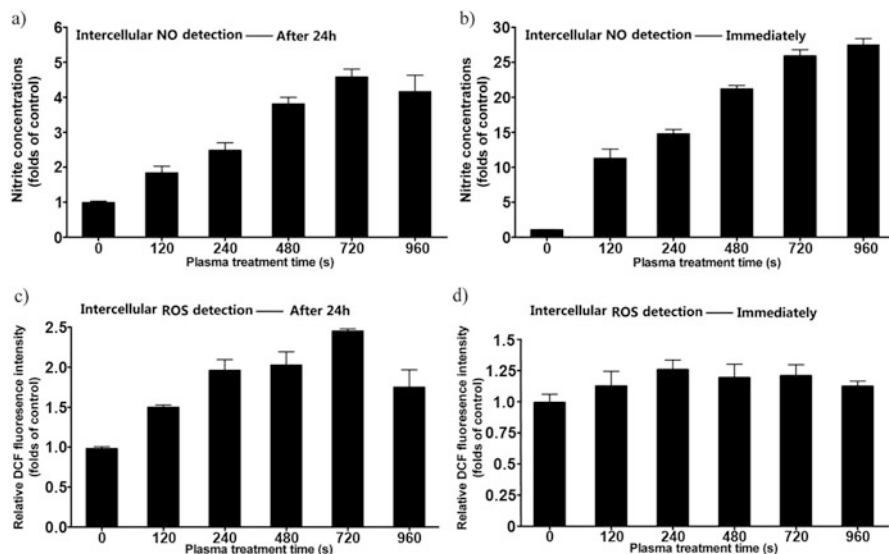 a)
Intercellular NO detection — After 24h
Nitrite concentrations
(folds of control)
6
5
4
3
2
1
0
0 120 240 480 720 960
Plasma treatment time (s)
b)
Intercellular NO detection — Immediately
Nitrite concentrations
(folds of control)
30
25
20
15
10
5
0
0 120 240 480 720 960
Plasma treatment time (s)
c)
Intercellular ROS detection — After 24h
Relative DCF fluoresence intensity
(folds of control)
2.5
2.0
1.5
1.0
0.5
0.0
0 120 240 480 720 960
Plasma treatment time (s)
d)
Intercellular ROS detection — Immediately
Relative DCF fluoresence intensity
(folds of control)
1.5
1.25
1.0
0.75
0.5
0.25
0
0 120 240 480 720 960
Plasma treatment time (s)